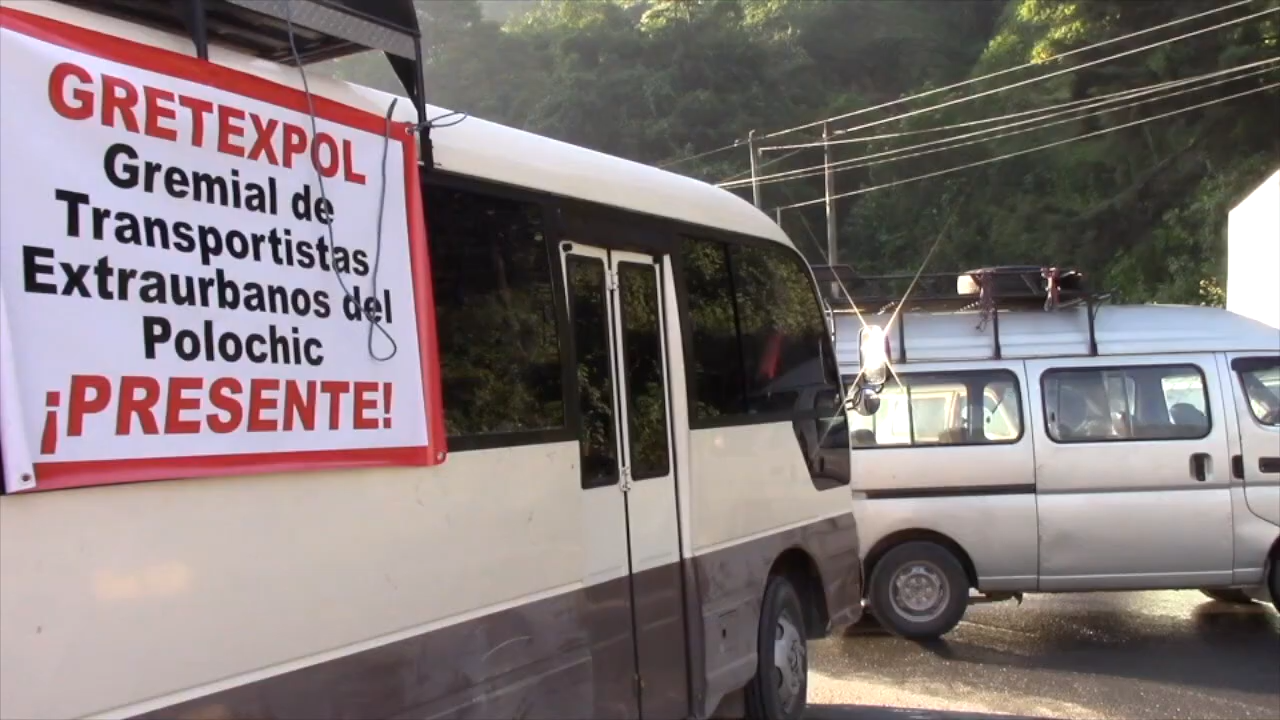 GRETEXPOL
Gremial de
Transportistas
Extraurbanos del
Polochic
¡PRESENTE!